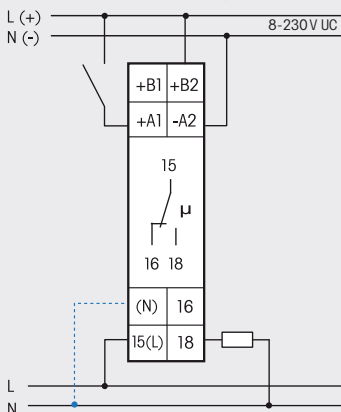 L (+)
8-230 V UC
N (-)
+B1 +B2
+A1 -A2
15
µ
16 18
(N) 16
15(L) 18
L
N